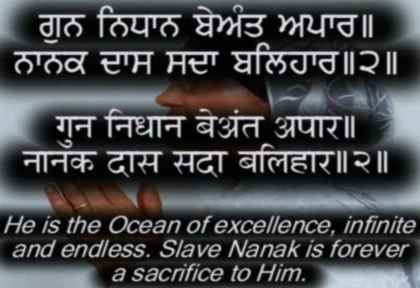 ਗੁਨ ਨਿਧਾਨ ਬੇਅੰਤ ਅਪਾਰ॥
ਨਾਨਕ ਦਾਸ ਸਦਾ ਬਲਿਹਾਰ॥੨॥
गुन निधान बेअंत अपार॥
नानक दास सदा बलिहार॥२॥
He is the Ocean of excellence, infinite
and endless. Slave Nanak is forever
a sacrifice to Him.